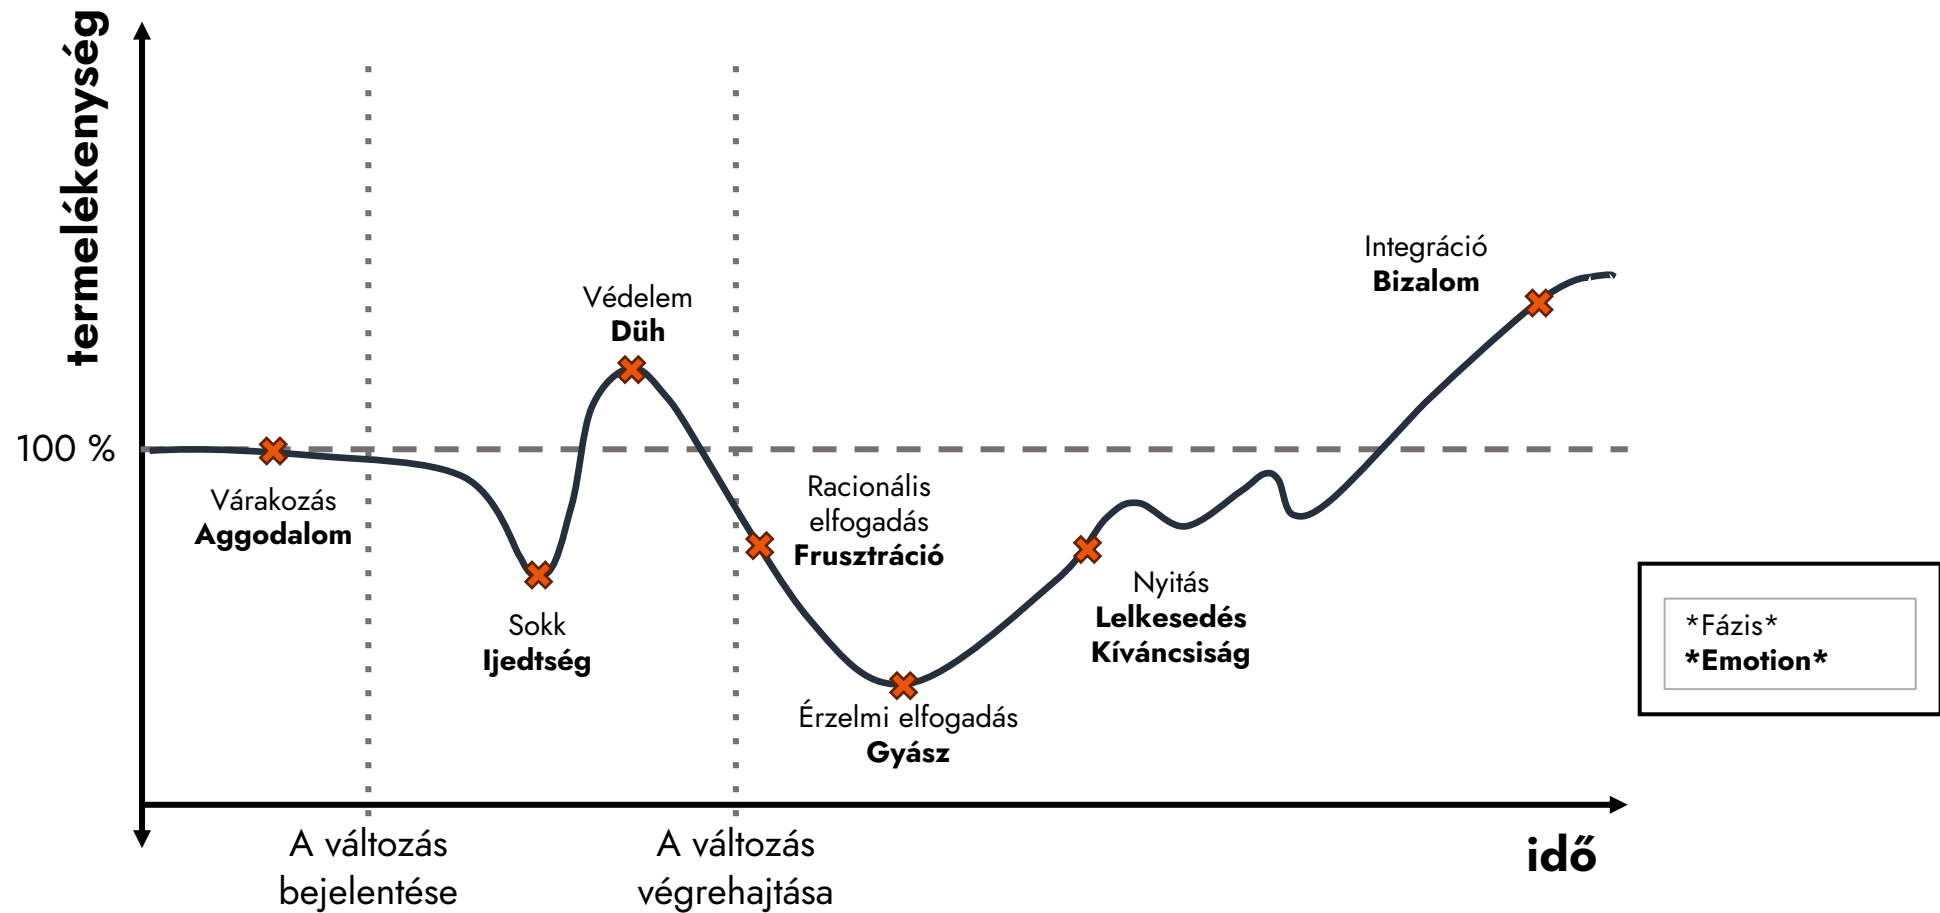 termelékenység
Integráció
Bizalom
Védelem
Düh
100 %
Várakozás
Aggodalom
Racionális
elfogadás
Frusztráció
Sokk
Ijedtség
Nyitás
Lelkesedés
Kíváncsiság
*Fázis*
*Emotion*
Érzelmi elfogadás
Gyász
A változás
bejelentése
A változás
végrehajtása
idő